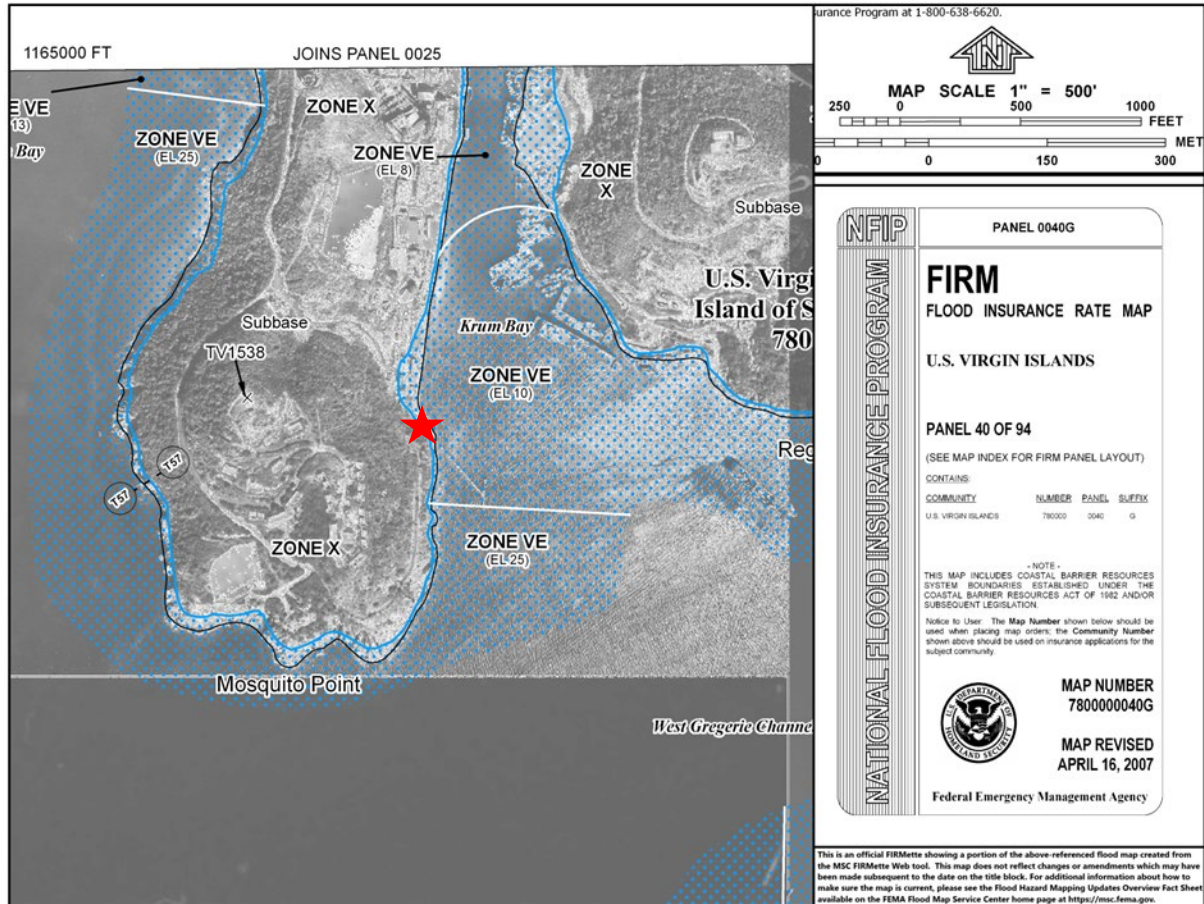 1165000 FT
JOINS PANEL 0025
ZONE X
E VE
13)
Bay
ZONE VE
(EL 25)
ZONE VE
(EL 8)
ZONE
X
Subbase
U.S. Virgi
Island of S
780
Krum Bay
Subbase
TV1538
ZONE VE
(EL 10)
Reg
T57
T57
ZONE X
ZONE VE
(EL 25)
Mosquito Point
West Gregerie Channe
urance Program at 1-800-638-6620.
N
MAP SCALE 1" = 500'
250 0 500 1000
FEET
METE
0 0 150 300
NFIP
NATIONAL FLOOD INSURANCE PROGRAM
PANEL 0040G
FIRM
FLOOD INSURANCE RATE MAP
U.S. VIRGIN ISLANDS
PANEL 40 OF 94
(SEE MAP INDEX FOR FIRM PANEL LAYOUT)
CONTAINS:
COMMUNITY NUMBER PANEL SUFFIX
U.S. VIRGIN ISLANDS 780000 0040 G
- NOTE -
THIS MAP INCLUDES COASTAL BARRIER RESOURCES
SYSTEM BOUNDARIES ESTABLISHED UNDER THE
COASTAL BARRIER RESOURCES ACT OF 1982 AND/OR
SUBSEQUENT LEGISLATION.
Notice to User: The Map Number shown below should be
used when placing map orders; the Community Number
shown above should be used on insurance applications for the
subject community.
U.S. DEPARTMENT OF
HOMELAND SECURITY
MAP NUMBER
7800000040G
MAP REVISED
APRIL 16, 2007
Federal Emergency Management Agency
This is an official FIRMette showing a portion of the above-referenced flood map created from
the MSC FIRMette Web tool. This map does not reflect changes or amendments which may have
been made subsequent to the date on the title block. For additional information about how to
make sure the map is current, please see the Flood Hazard Mapping Updates Overview Fact Sheet
available on the FEMA Flood Map Service Center home page at https://msc.fema.gov.